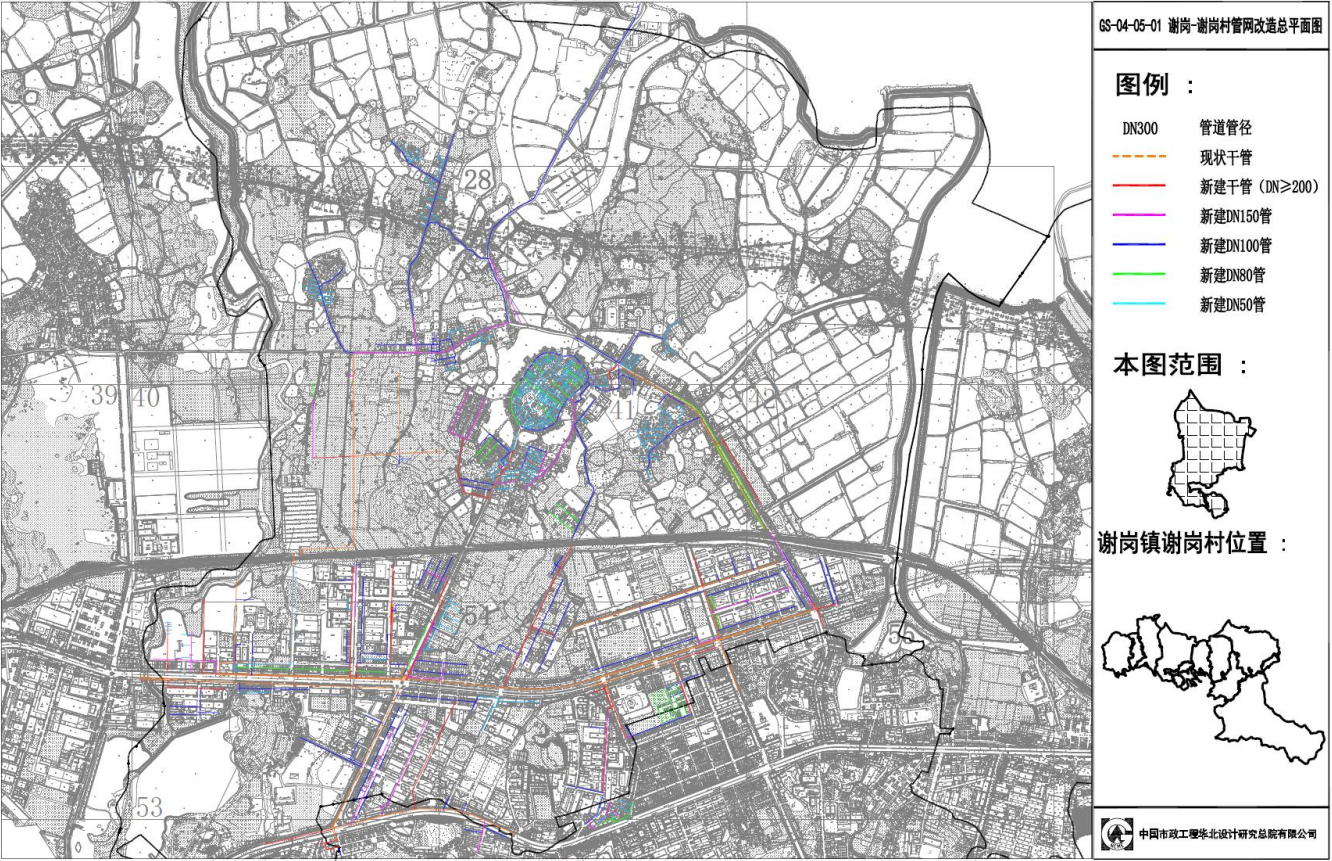 28
39
40
41
42
43
54
53
GS-04-05-01 谢岗-谢岗村管网改造总平面图
图例 :
DN300 管道管径
现状干管
新建干管（DN≥200）
新建DN150管
新建DN100管
新建DN80管
新建DN50管
本图范围 :
谢岗镇谢岗村位置 :
中国市政工程华北设计研究总院有限公司